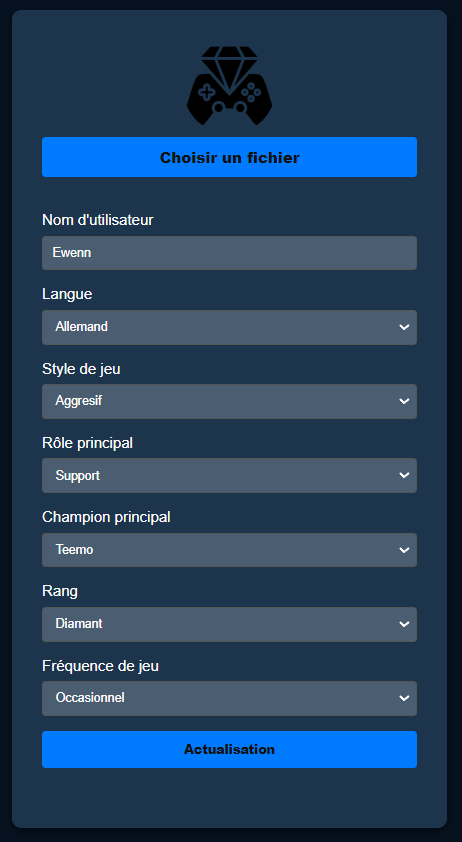 Choisir un fichier
Nom d'utilisateur
Ewenn
Langue
Allemand
Style de jeu
Aggresif
Rôle principal
Support
Champion principal
Teemo
Rang
Diamant
Fréquence de jeu
Occasionnel
Actualisation